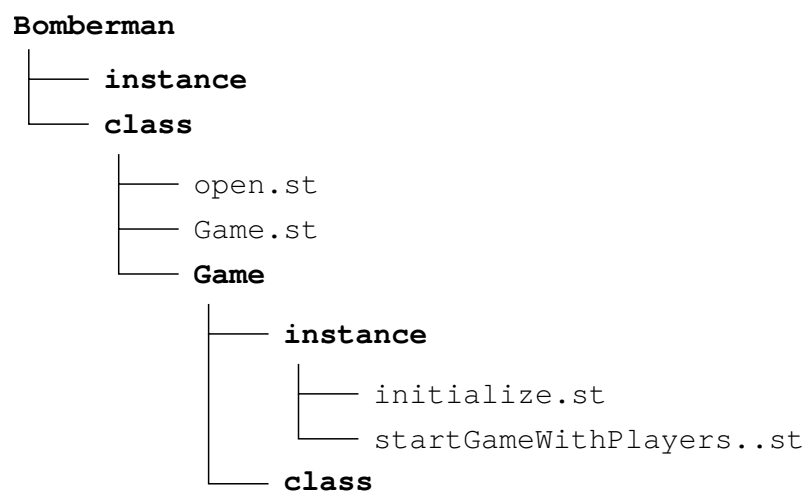 Bomberman
instance
class
open.st
Game.st
Game
instance
initialize.st
startGameWithPlayers..st
class